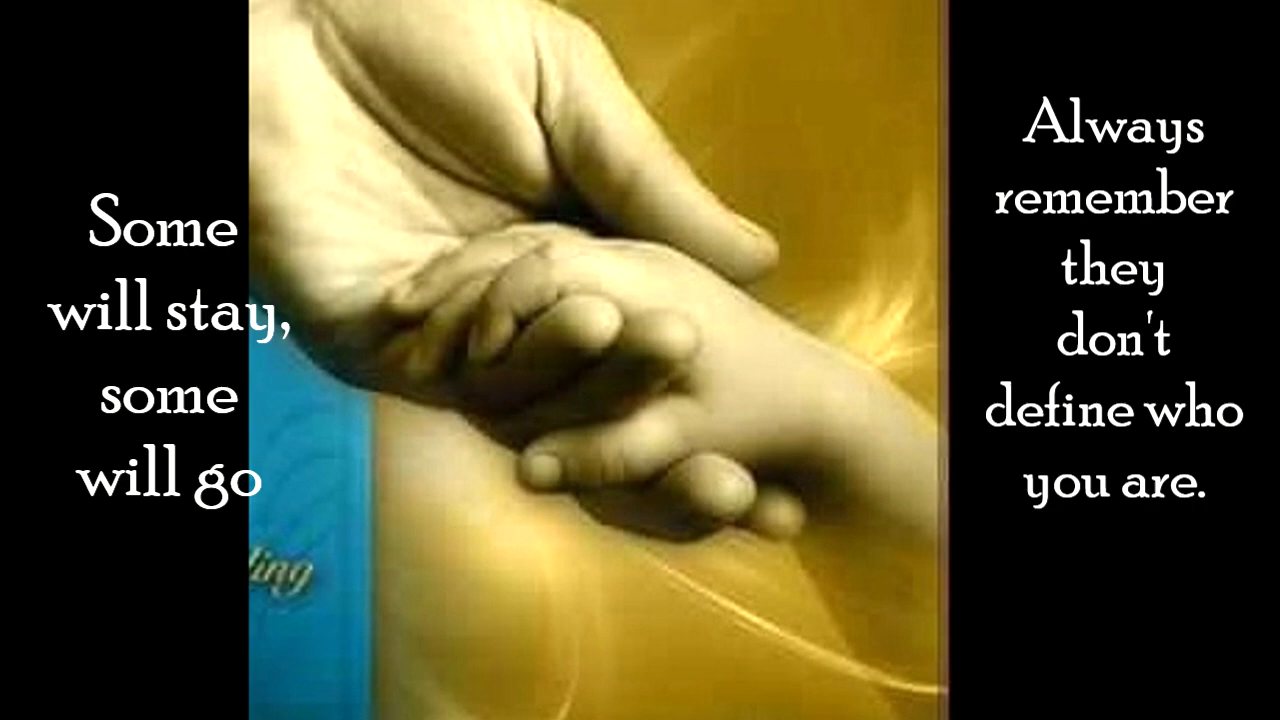 Some
will stay,
some
will go
Always
remember
they
don't
define who
you are.